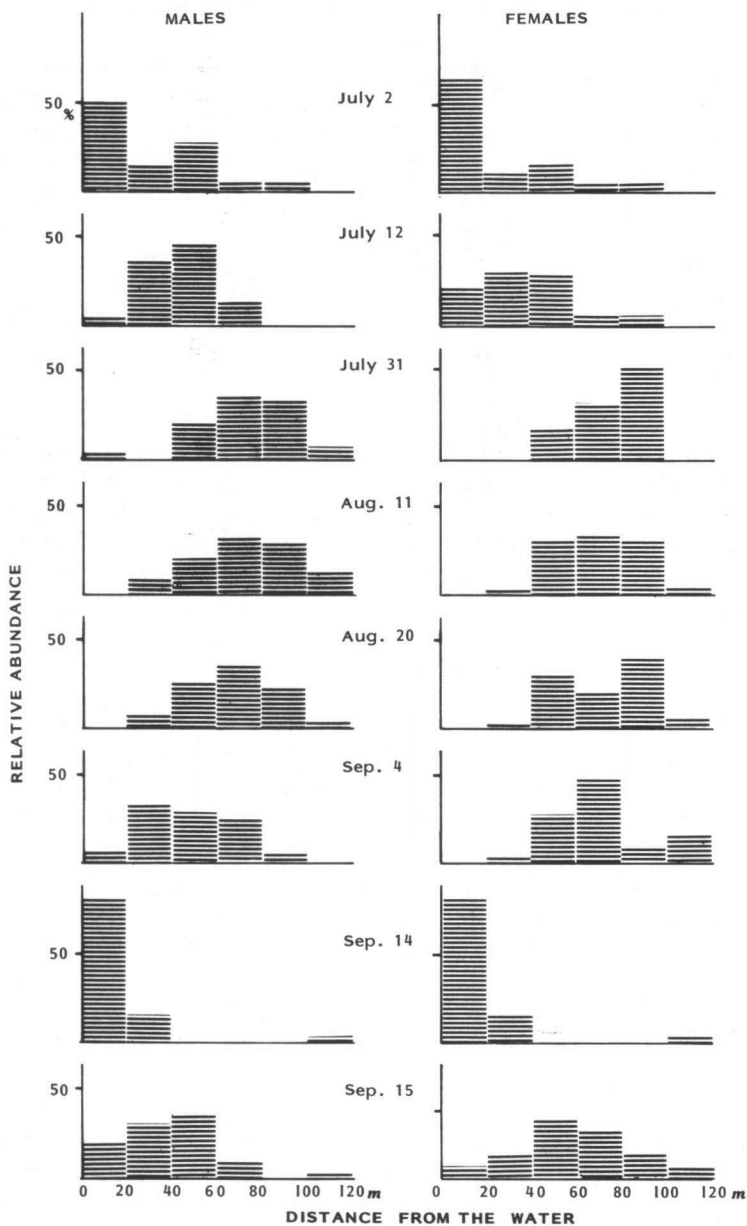 MALES FEMALES
50 % July 2
50 July 12
50 July 31
50 Aug. 11
50 Aug. 20
50 Sep. 4
50 Sep. 14
50 Sep. 15
RELATIVE ABUNDANCE
0 20 40 60 80 100 120 m 0 20 40 60 80 100 120 m
DISTANCE FROM THE WATER